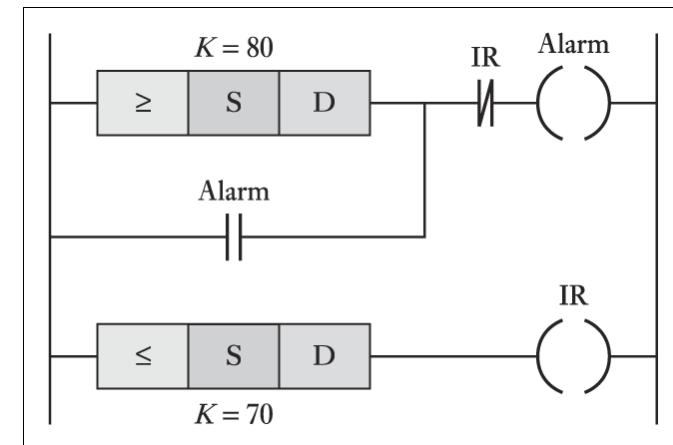 K = 80
IR
Alarm
≥ S D
Alarm
IR
≤ S D
K = 70